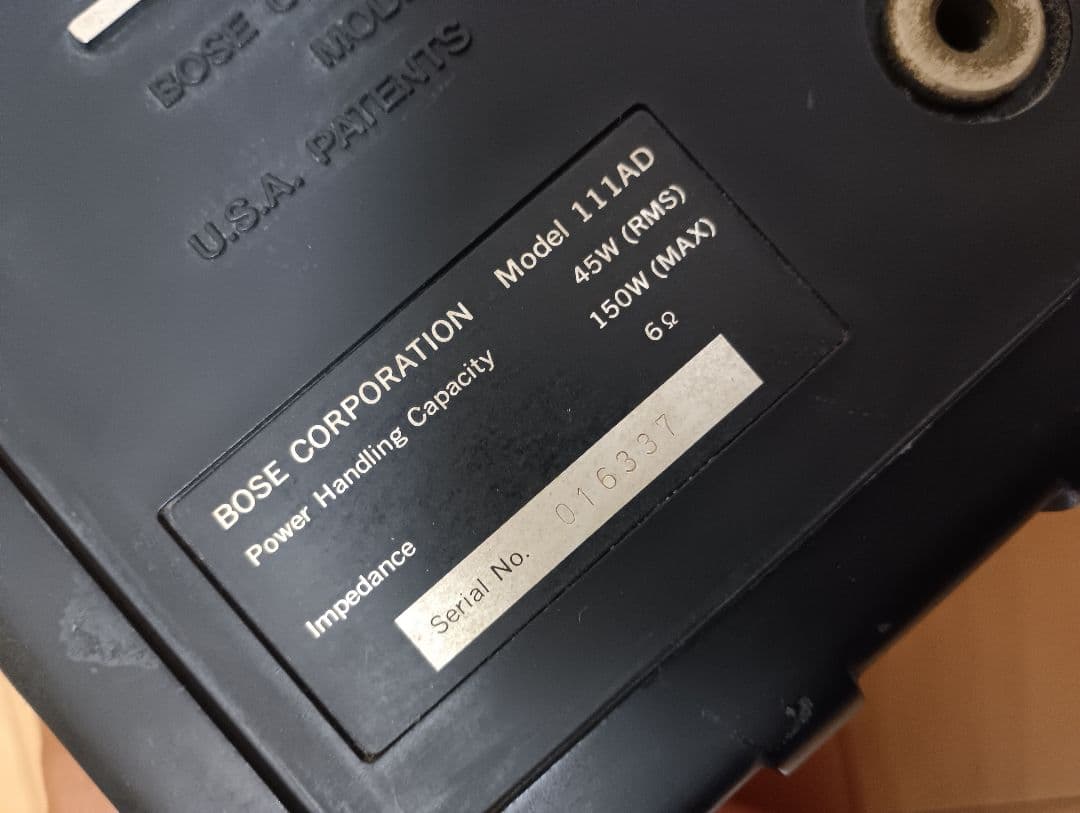 BOSE
U.S.A. PATENTS
BOSE CORPORATION Model 111AD
Power Handling Capacity 45W (RMS)
150W (MAX)
Impedance 6Ω
Serial No. 016337